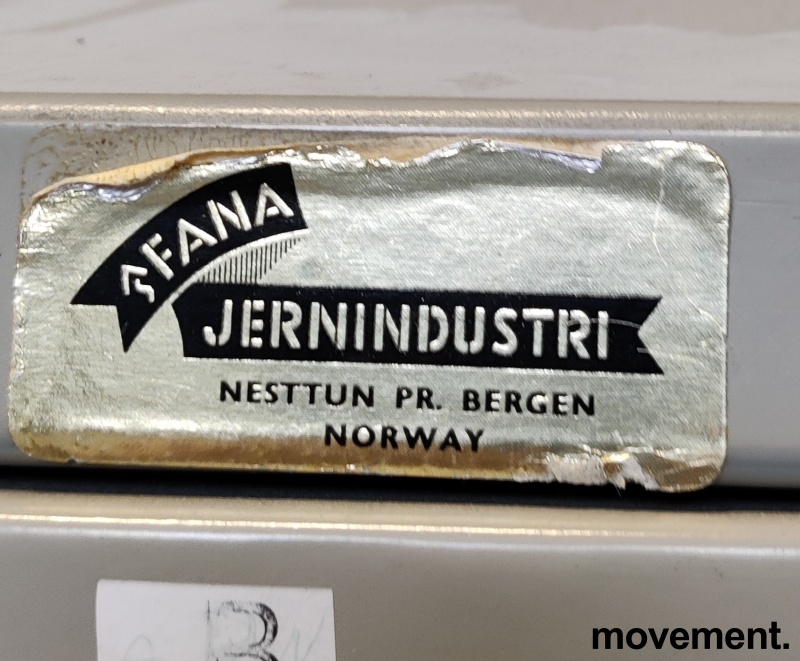 FANA
JERNINDUSTRI
NESTTUN PR. BERGEN
NORWAY
B
movement.